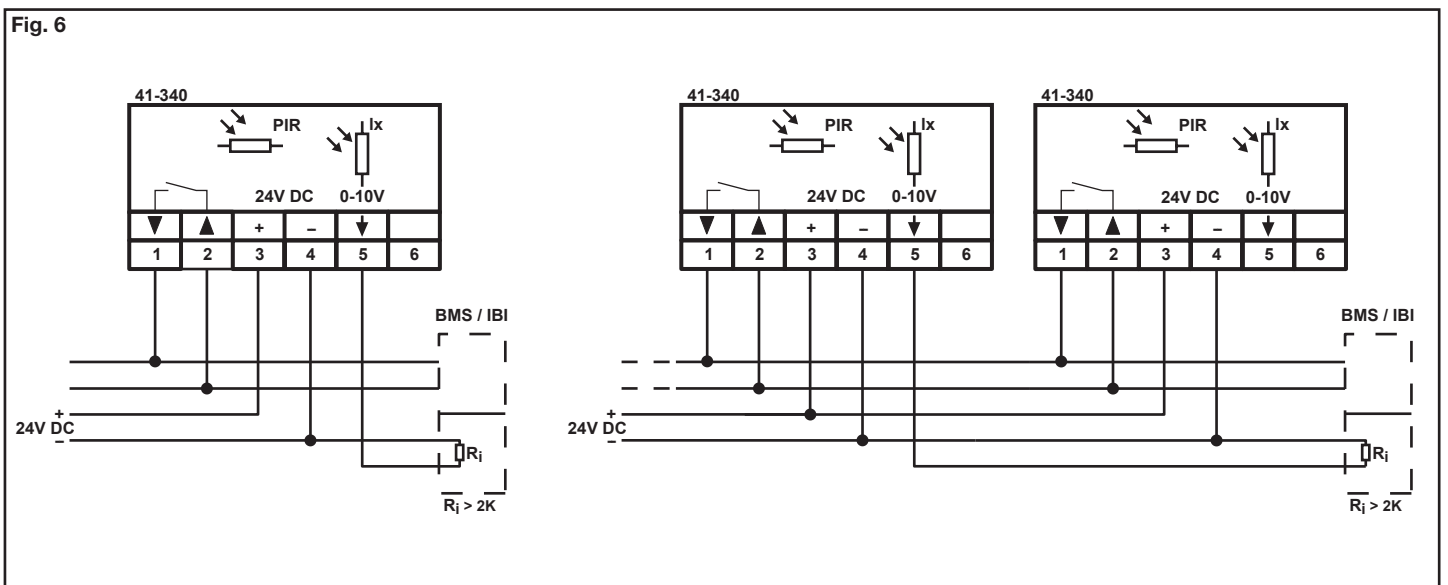 Fig. 6
41-340
PIR
lx
24V DC 0-10V
+ –
1 2 3 4 5 6
BMS / IBI
+
24V DC
–
Ri
Ri > 2K
41-340
PIR
lx
24V DC 0-10V
+ –
1 2 3 4 5 6
41-340
PIR
lx
24V DC 0-10V
+ –
1 2 3 4 5 6
BMS / IBI
+
24V DC
–
Ri
Ri > 2K